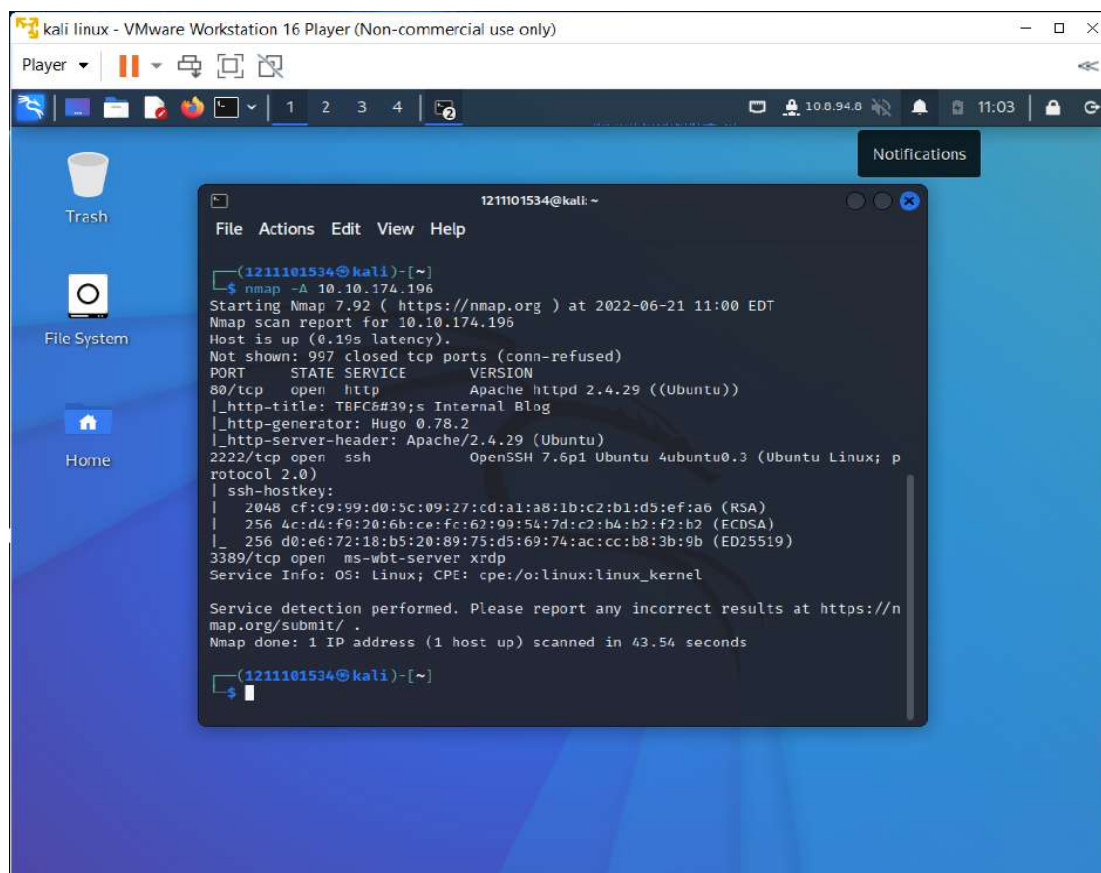 kali linux - VMware Workstation 16 Player (Non-commercial use only)
Player
1 2 3 4 10.8.94.8 11:03
Notifications
Trash
File System
Home
1211101534@kali: ~
File Actions Edit View Help
(1211101534㉿kali)-[~]
$ nmap -A 10.10.174.196
Starting Nmap 7.92 ( https://nmap.org ) at 2022-06-21 11:00 EDT
Nmap scan report for 10.10.174.196
Host is up (0.19s latency).
Not shown: 997 closed tcp ports (conn-refused)
PORT STATE SERVICE VERSION
80/tcp open http Apache httpd 2.4.29 ((Ubuntu))
|_http-title: TBFC&#39;s Internal Blog
|_http-generator: Hugo 0.78.2
|_http-server-header: Apache/2.4.29 (Ubuntu)
2222/tcp open ssh OpenSSH 7.6p1 Ubuntu 4ubuntu0.3 (Ubuntu Linux; p
rotocol 2.0)
| ssh-hostkey:
| 2048 cf:c9:99:d0:5c:09:27:cd:a1:a8:1b:c2:b1:d5:ef:a6 (RSA)
| 256 4c:d4:f9:20:6b:ce:fc:62:99:54:7d:c2:b4:b2:f2:b2 (ECDSA)
|_ 256 d0:e6:72:18:b5:20:89:75:d5:69:74:ac:cc:b8:3b:9b (ED25519)
3389/tcp open ms-wbt-server xrdp
Service Info: OS: Linux; CPE: cpe:/o:linux:linux_kernel
Service detection performed. Please report any incorrect results at https://n
map.org/submit/ .
Nmap done: 1 IP address (1 host up) scanned in 43.54 seconds
(1211101534㉿kali)-[~]
$